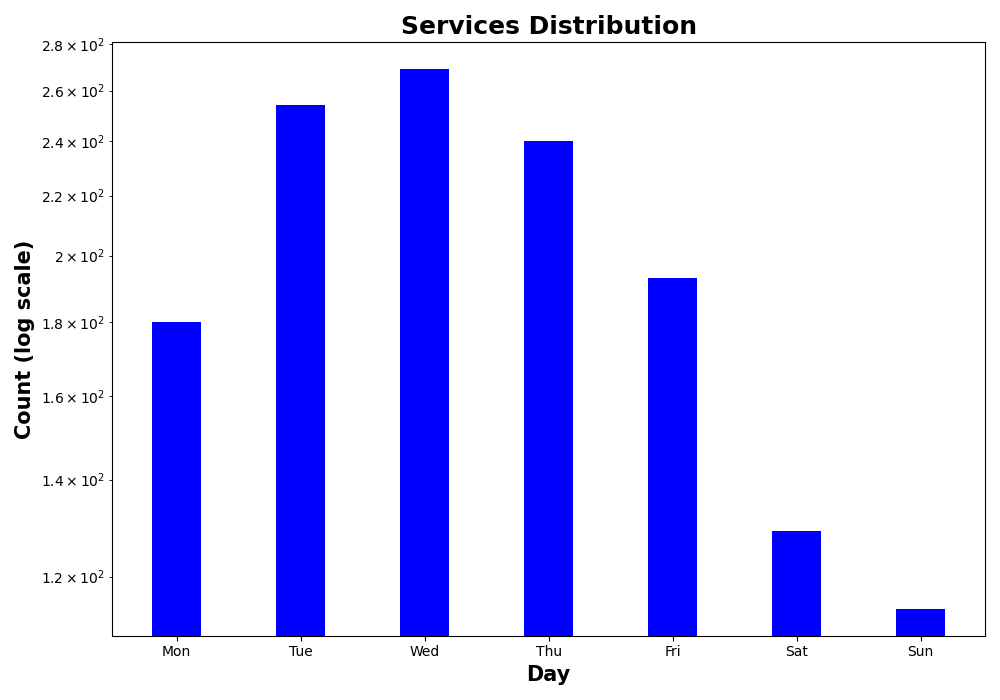 Services Distribution
Count (log scale)
2.8 × 10²
2.6 × 10²
2.4 × 10²
2.2 × 10²
2 × 10²
1.8 × 10²
1.6 × 10²
1.4 × 10²
1.2 × 10²
Mon Tue Wed Thu Fri Sat Sun
Day